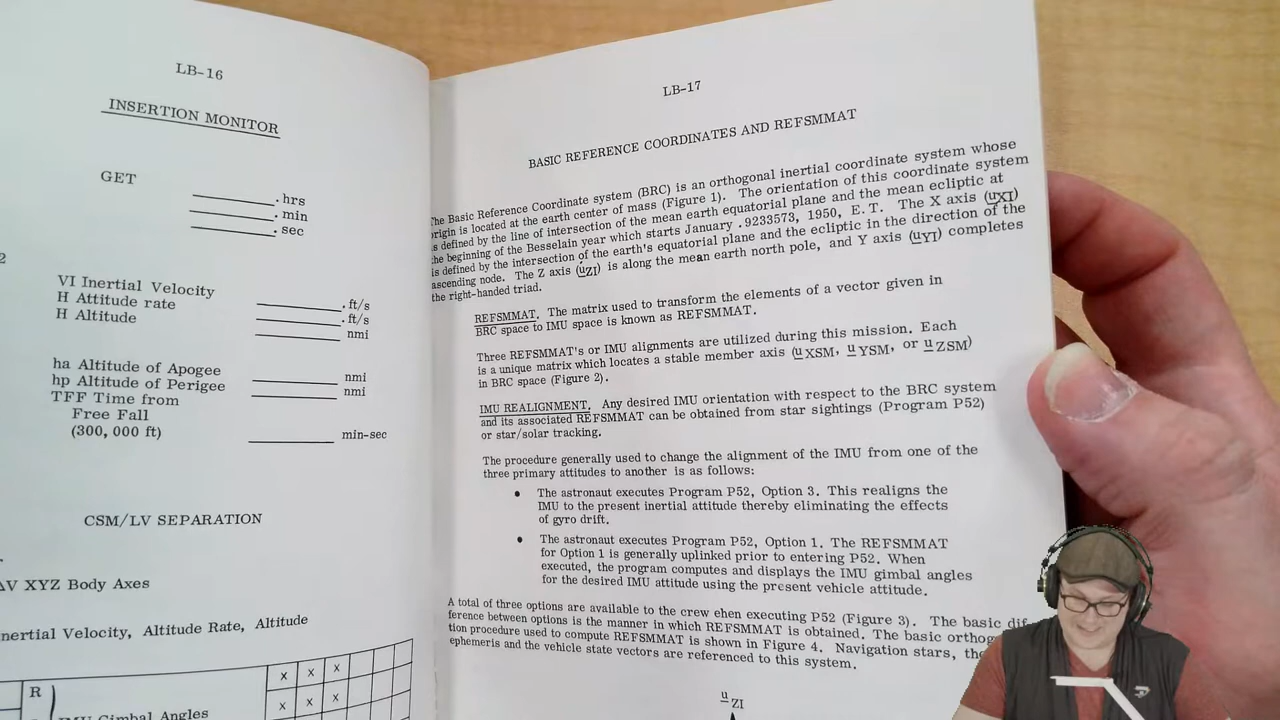 LB-16
INSERTION MONITOR
GET
. hrs
. min
. sec
2
VI Inertial Velocity . ft/s
H Attitude rate . ft/s
H Altitude nmi
ha Altitude of Apogee nmi
hp Altitude of Perigee nmi
TFF Time from
Free Fall
(300, 000 ft) min-sec
CSM/LV SEPARATION
ΔV XYZ Body Axes
nertial Velocity, Altitude Rate, Altitude
R x x x
x x x
IMU Gimbal Angles
LB-17
BASIC REFERENCE COORDINATES AND REFSMMAT
The Basic Reference Coordinate system (BRC) is an orthogonal inertial coordinate system whose
rigin is located at the earth center of mass (Figure 1). The orientation of this coordinate system
is defined by the line of intersection of the mean earth equatorial plane and the mean ecliptic at
the beginning of the Besselain year which starts January .9233573, 1950, E. T. The X axis (uXI)
is defined by the intersection of the earth's equatorial plane and the ecliptic in the direction of the
ascending node. The Z axis (uZI) is along the mean earth north pole, and Y axis (uYI) completes
the right-handed triad.
REFSMMAT. The matrix used to transform the elements of a vector given in
BRC space to IMU space is known as REFSMMAT.
Three REFSMMAT's or IMU alignments are utilized during this mission. Each
is a unique matrix which locates a stable member axis (u XSM, u YSM, or u ZSM)
in BRC space (Figure 2).
IMU REALIGNMENT. Any desired IMU orientation with respect to the BRC system
and its associated REFSMMAT can be obtained from star sightings (Program P52)
or star/solar tracking.
The procedure generally used to change the alignment of the IMU from one of the
three primary attitudes to another is as follows:
• The astronaut executes Program P52, Option 3. This realigns the
IMU to the present inertial attitude thereby eliminating the effects
of gyro drift.
• The astronaut executes Program P52, Option 1. The REFSMMAT
for Option 1 is generally uplinked prior to entering P52. When
executed, the program computes and displays the IMU gimbal angles
for the desired IMU attitude using the present vehicle attitude.
A total of three options are available to the crew ehen executing P52 (Figure 3). The basic dif-
ference between options is the manner in which REFSMMAT is obtained. The basic orthog
tion procedure used to compute REFSMMAT is shown in Figure 4. Navigation stars, the
ephemeris and the vehicle state vectors are referenced to this system.
u ZI